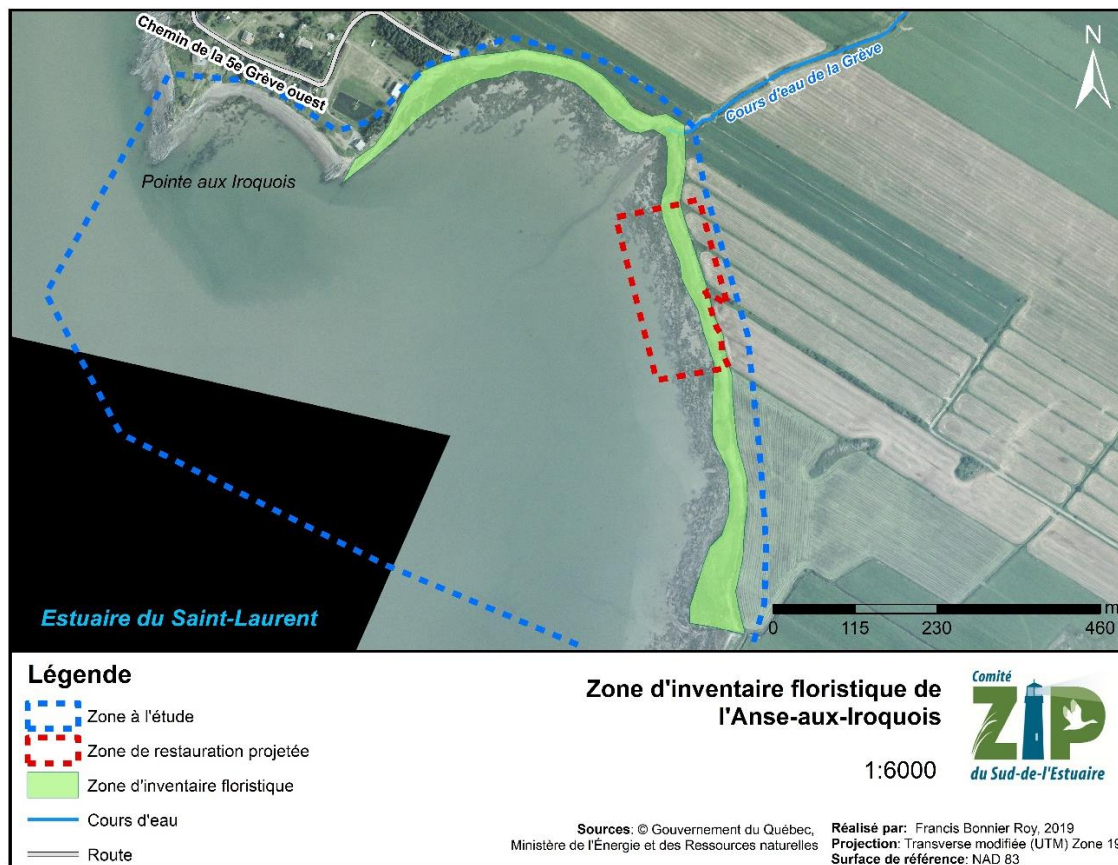 Chemin de la 5e Grève ouest
N
Cours d'eau de la Grève
Pointe aux Iroquois
Estuaire du Saint-Laurent
m
0 115 230 460
Légende
Zone à l'étude
Zone de restauration projetée
Zone d'inventaire floristique
Cours d'eau
Route
Zone d'inventaire floristique de
l'Anse-aux-Iroquois
1:6000
Comité
ZIP
du Sud-de-l'Estuaire
Sources: © Gouvernement du Québec,
Ministère de l'Énergie et des Ressources naturelles
Réalisé par: Francis Bonnier Roy, 2019
Projection: Transverse modifiée (UTM) Zone 19
Surface de référence: NAD 83